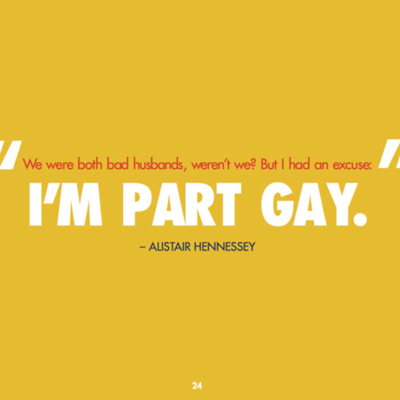 “We were both bad husbands, weren't we? But I had an excuse:
I'M PART GAY.”
– ALISTAIR HENNESSEY
24